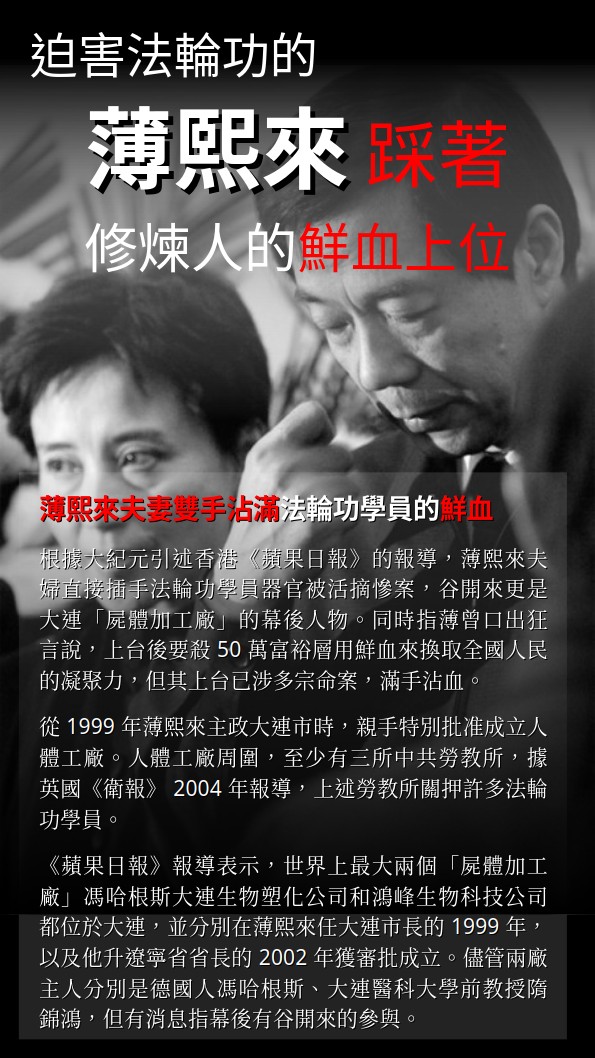 迫害法輪功的
薄熙來 踩著
修煉人的鮮血上位
薄熙來夫妻雙手沾滿法輪功學員的鮮血
根據大紀元引述香港《蘋果日報》的報導，薄熙來夫
婦直接插手法輪功學員器官被活摘慘案，谷開來更是
大連「屍體加工廠」的幕後人物。同時指薄曾口出狂
言說，上台後要殺 50 萬富裕層用鮮血來換取全國人民
的凝聚力，但其上台已涉多宗命案，滿手沾血。
從 1999 年薄熙來主政大連市時，親手特別批准成立人
體工廠。人體工廠周圍，至少有三所中共勞教所，據
英國《衛報》 2004 年報導，上述勞教所關押許多法輪
功學員。
《蘋果日報》報導表示，世界上最大兩個「屍體加工
廠」馮哈根斯大連生物塑化公司和鴻峰生物科技公司
都位於大連，並分別在薄熙來任大連市長的 1999 年，
以及他升遼寧省省長的 2002 年獲審批成立。儘管兩廠
主人分別是德國人馮哈根斯、大連醫科大學前教授隋
錦鴻，但有消息指幕後有谷開來的參與。